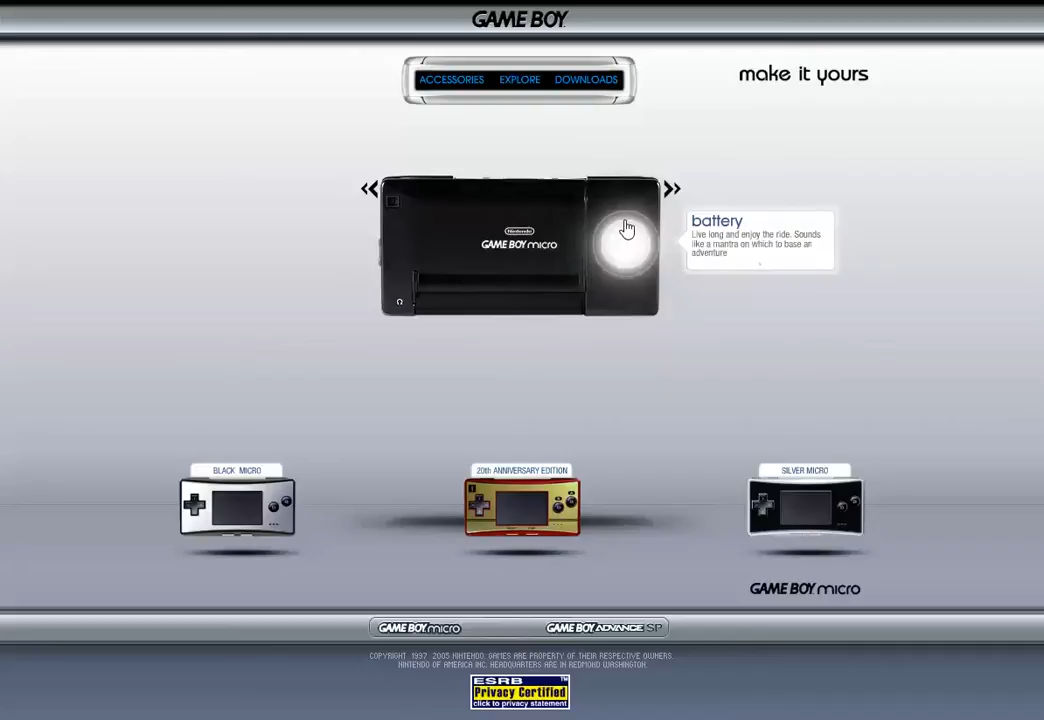 GAME BOY
ACCESSORIES EXPLORE DOWNLOADS
make it yours
battery
Live long and enjoy the ride. Sounds
like a mantra on which to base an
adventure
Nintendo
GAME BOY micro
BLACK MICRO
20th ANNIVERSARY EDITION
SILVER MICRO
GAME BOY micro
GAME BOY micro
GAME BOY ADVANCE SP
COPYRIGHT 1997 2005 NINTENDO. GAMES ARE PROPERTY OF THEIR RESPECTIVE OWNERS.
NINTENDO OF AMERICA INC. HEADQUARTERS ARE IN REDMOND WASHINGTON.
ESRB TM
Privacy Certified
click to privacy statement